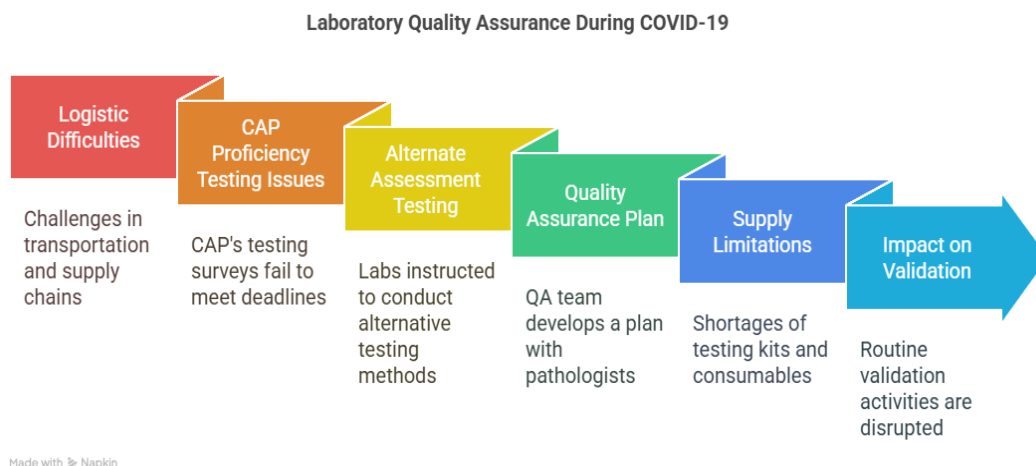 Laboratory Quality Assurance During COVID-19
Logistic
Difficulties
Challenges in
transportation
and supply
chains
CAP
Proficiency
Testing Issues
CAP's testing
surveys fail to
meet deadlines
Alternate
Assessment
Testing
Labs instructed
to conduct
alternative
testing
methods
Quality
Assurance Plan
QA team
develops a plan
with
pathologists
Supply
Limitations
Shortages of
testing kits and
consumables
Impact on
Validation
Routine
validation
activities are
disrupted
Made with Napkin